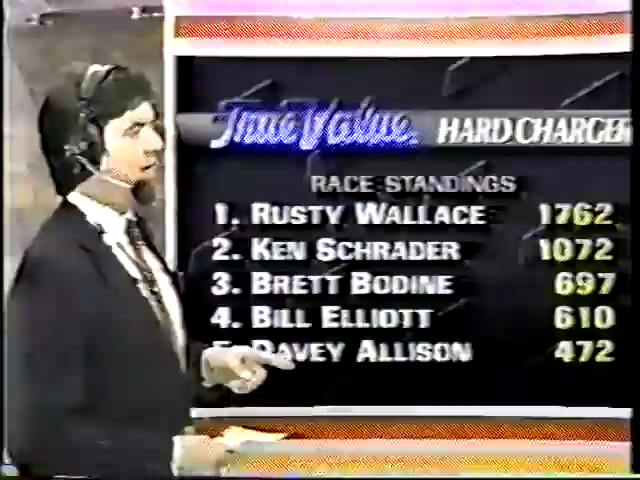 True Value. HARD CHARGER
RACE STANDINGS
1. RUSTY WALLACE 1762
2. KEN SCHRADER 1072
3. BRETT BODINE 697
4. BILL ELLIOTT 610
5. DAVEY ALLISON 472